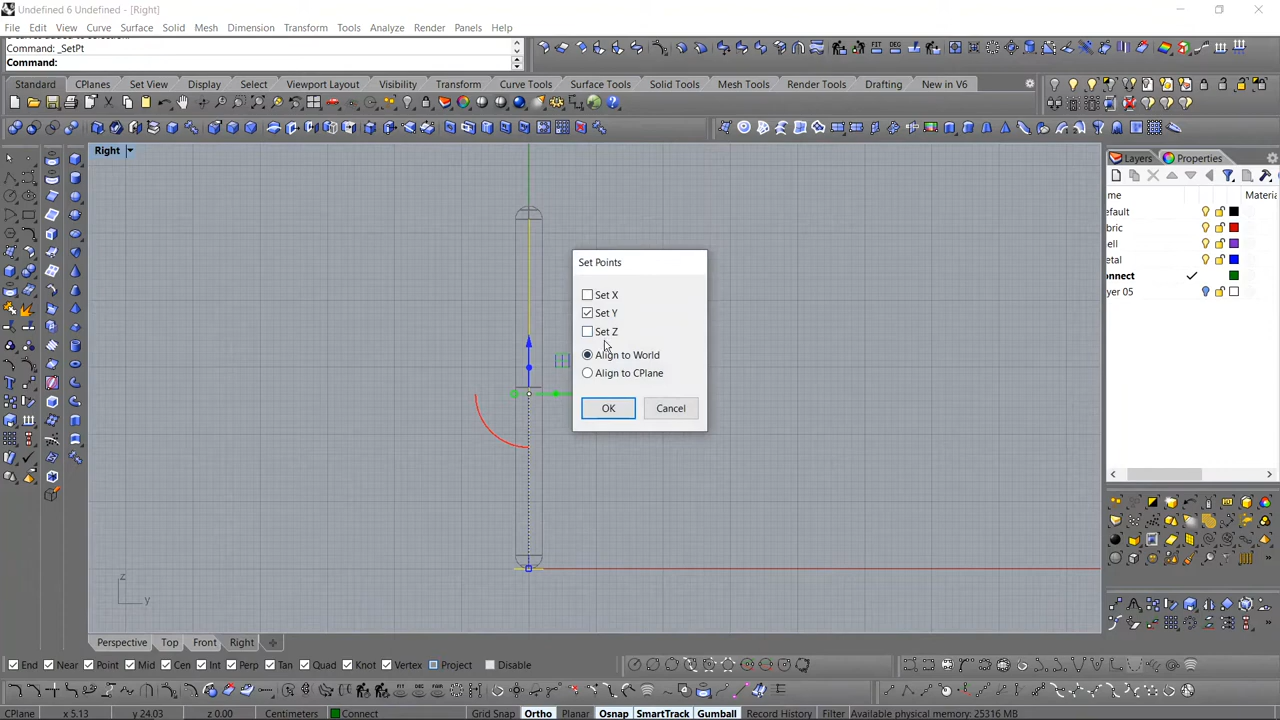 Undefined 6 Undefined - [Right]
File Edit View Curve Surface Solid Mesh Dimension Transform Tools Analyze Render Panels Help
Command: _SetPt
Command:
Standard CPlanes Set View Display Select Viewport Layout Visibility Transform Curve Tools Surface Tools Solid Tools Mesh Tools Render Tools Drafting New in V6
Right
Layers Properties
me Materia
efault
bric
ell
etal
nnect
yer 05
Set Points
Set X
Set Y
Set Z
Align to World
Align to CPlane
OK Cancel
z
y
Perspective Top Front Right
End Near Point Mid Cen Int Perp Tan Quad Knot Vertex Project Disable
CPlane x 5.13 y 24.03 z 0.00 Centimeters Connect Grid Snap Ortho Planar Osnap SmartTrack Gumball Record History Filter Available physical memory: 25316 MB